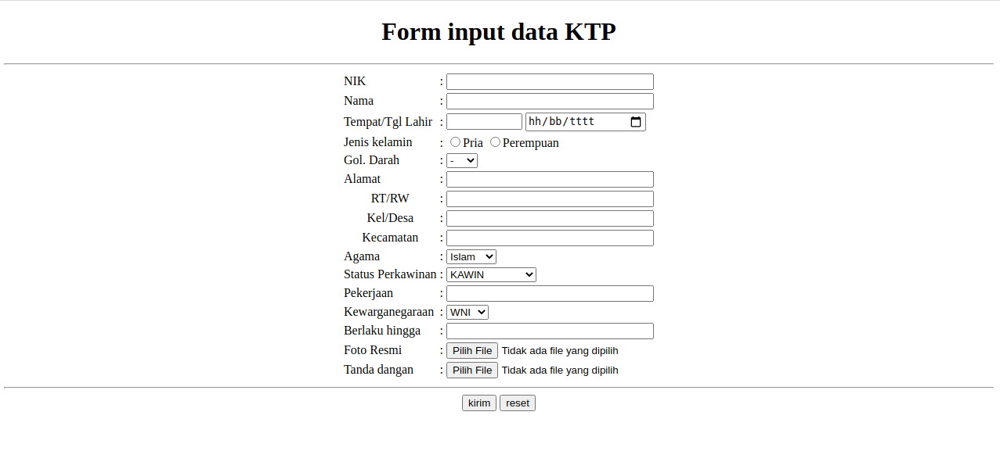 Form input data KTP
NIK :
Nama :
Tempat/Tgl Lahir : hh/bb/tttt
Jenis kelamin : Pria Perempuan
Gol. Darah : -
Alamat :
RT/RW :
Kel/Desa :
Kecamatan :
Agama : Islam
Status Perkawinan : KAWIN
Pekerjaan :
Kewarganegaraan : WNI
Berlaku hingga :
Foto Resmi : Pilih File Tidak ada file yang dipilih
Tanda dangan : Pilih File Tidak ada file yang dipilih
kirim reset